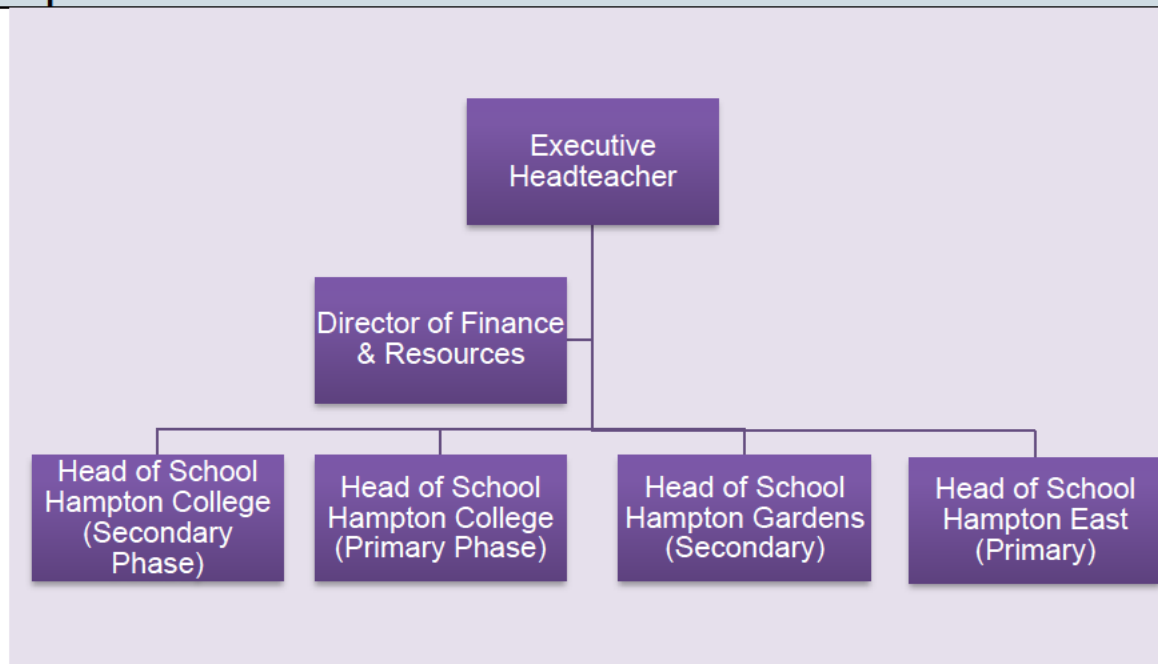 Executive
Headteacher
Director of Finance
& Resources
Head of School
Hampton College
(Secondary
Phase)
Head of School
Hampton College
(Primary Phase)
Head of School
Hampton Gardens
(Secondary)
Head of School
Hampton East
(Primary)